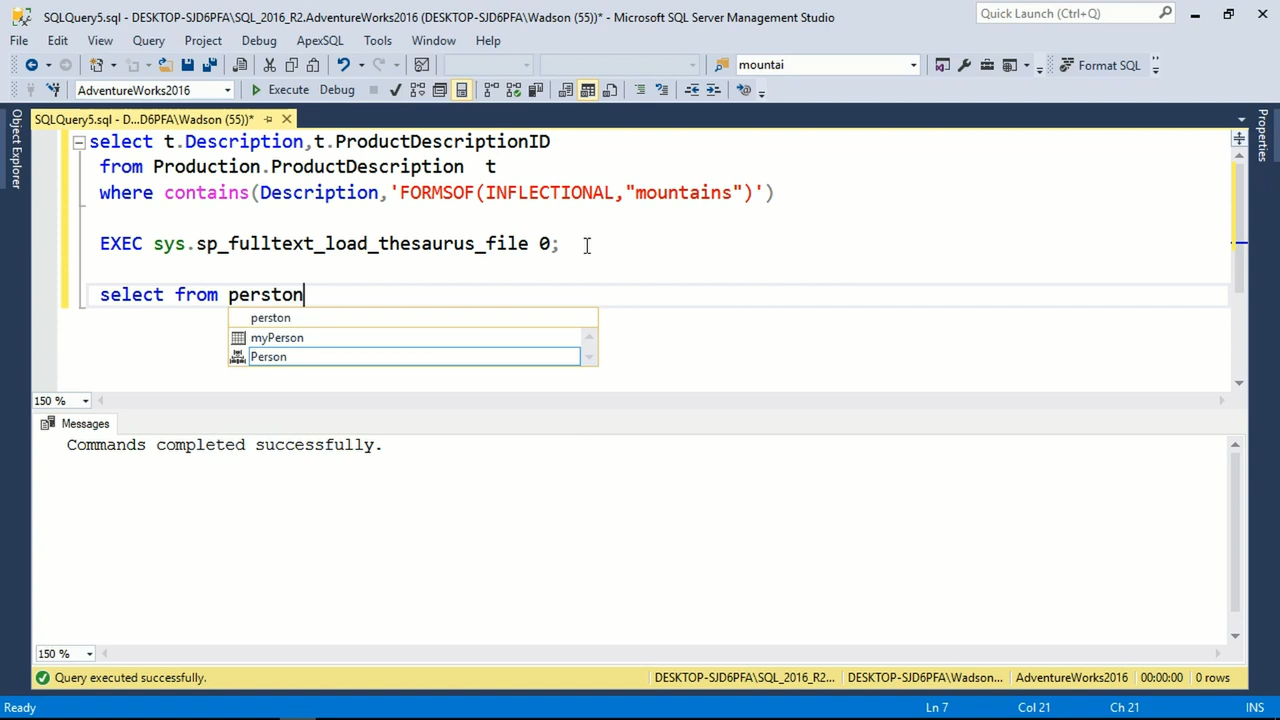 SQLQuery5.sql - DESKTOP-SJD6PFA\SQL_2016_R2.AdventureWorks2016 (DESKTOP-SJD6PFA\Wadson (55))* - Microsoft SQL Server Management Studio
Quick Launch (Ctrl+Q)
File Edit View Query Project Debug ApexSQL Tools Window Help
mountai
Format SQL
AdventureWorks2016
Execute Debug
SQLQuery5.sql - D...D6PFA\Wadson (55))*
Object Explorer
Properties
select t.Description,t.ProductDescriptionID
from Production.ProductDescription t
where contains(Description,'FORMSOF(INFLECTIONAL,"mountains")')
EXEC sys.sp_fulltext_load_thesaurus_file 0;
select from perston
perston
myPerson
Person
150 %
Messages
Commands completed successfully.
150 %
Query executed successfully.
DESKTOP-SJD6PFA\SQL_2016_R2... DESKTOP-SJD6PFA\Wadson... AdventureWorks2016 00:00:00 0 rows
Ready Ln 7 Col 21 Ch 21 INS